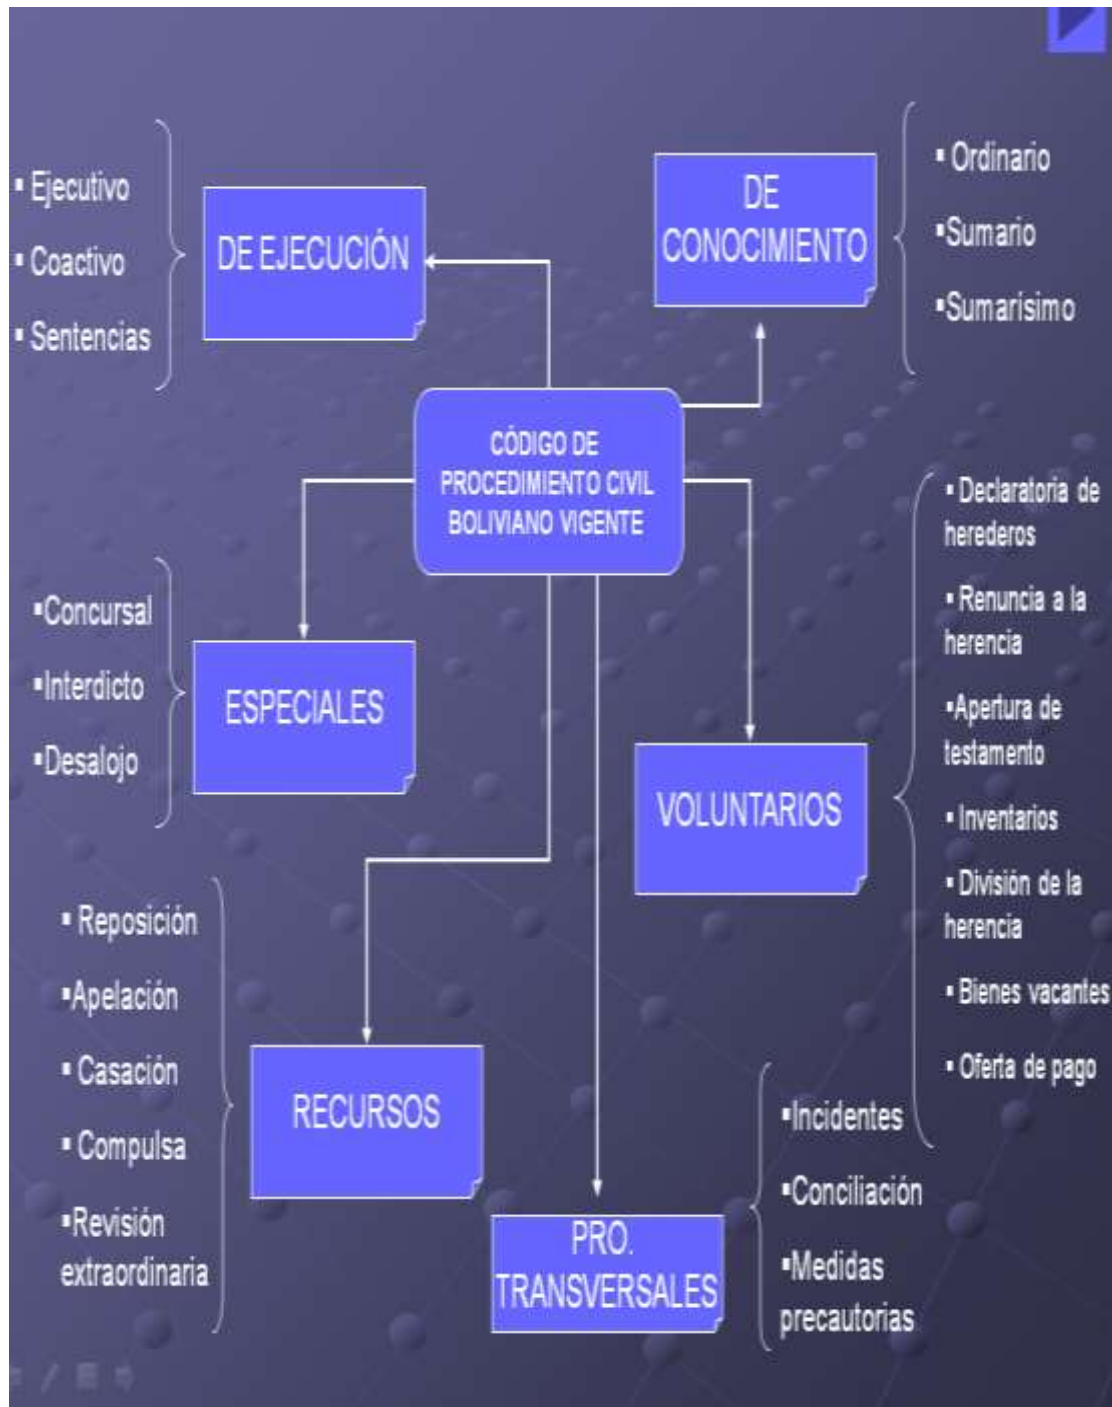 ▪ Ejecutivo
▪ Coactivo
▪ Sentencias
DE EJECUCIÓN
DE
CONOCIMIENTO
▪ Ordinario
▪Sumario
▪Sumarísimo
CÓDIGO DE
PROCEDIMIENTO CIVIL
BOLIVIANO VIGENTE
▪Concursal
▪Interdicto
▪Desalojo
ESPECIALES
VOLUNTARIOS
▪ Declaratoria de
herederos
▪ Renuncia a la
herencia
▪Apertura de
testamento
▪ Inventarios
▪ División de la
herencia
▪ Bienes vacantes
▪ Oferta de pago
▪ Reposición
▪Apelación
▪ Casación
▪ Compulsa
▪Revisión
extraordinaria
RECURSOS
PRO.
TRANSVERSALES
▪Incidentes
▪Conciliación
▪Medidas
precautorias